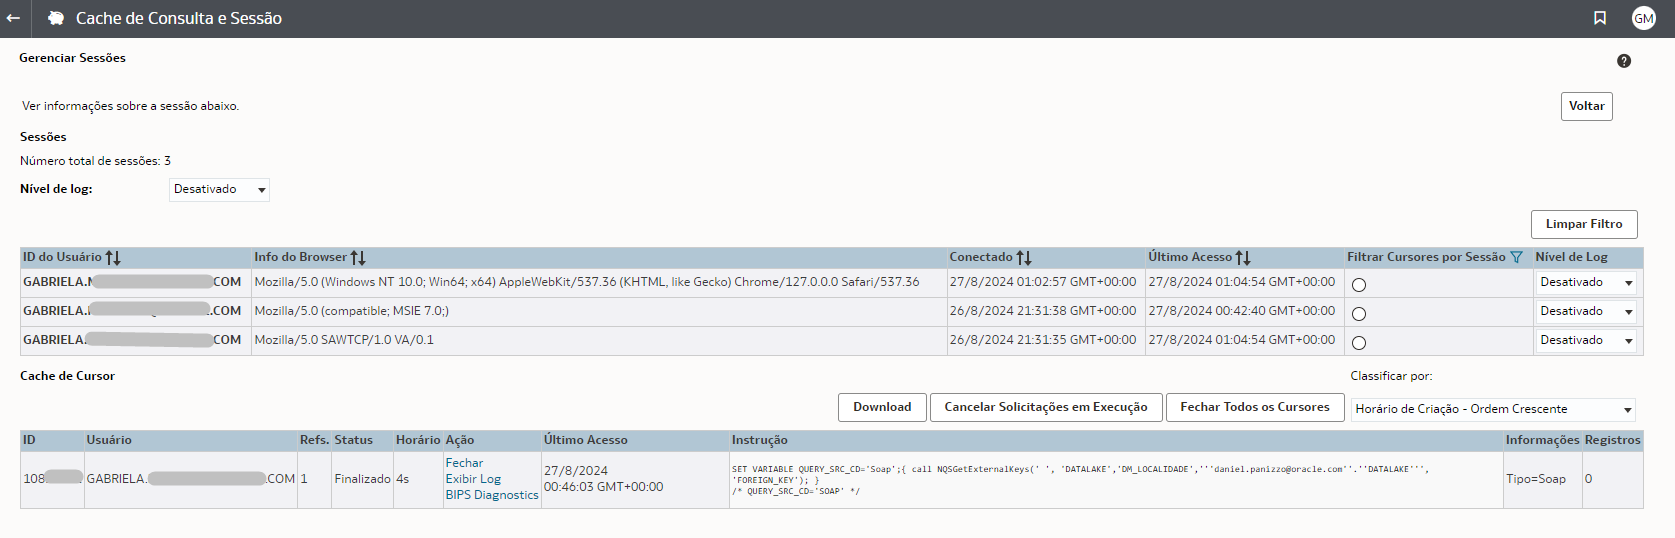 Cache de Consulta e Sessão
GM
Gerenciar Sessões
?
Ver informações sobre a sessão abaixo.
Voltar
Sessões
Número total de sessões: 3
Nível de log: Desativado
Limpar Filtro
ID do Usuário Info do Browser Conectado Último Acesso Filtrar Cursores por Sessão Nível de Log
GABRIELA. COM Mozilla/5.0 (Windows NT 10.0; Win64; x64) AppleWebKit/537.36 (KHTML, like Gecko) Chrome/127.0.0.0 Safari/537.36 27/8/2024 01:02:57 GMT+00:00 27/8/2024 01:04:54 GMT+00:00 Desativado
GABRIELA. .COM Mozilla/5.0 (compatible; MSIE 7.0;) 26/8/2024 21:31:38 GMT+00:00 27/8/2024 00:42:40 GMT+00:00 Desativado
GABRIELA. COM Mozilla/5.0 SAWTCP/1.0 VA/0.1 26/8/2024 21:31:35 GMT+00:00 27/8/2024 01:04:54 GMT+00:00 Desativado
Cache de Cursor
Classificar por:
Download Cancelar Solicitações em Execução Fechar Todos os Cursores Horário de Criação - Ordem Crescente
ID Usuário Refs. Status Horário Ação Último Acesso Instrução Informações Registros
108 GABRIELA. .COM 1 Finalizado 4s
Fechar
Exibir Log
BIPS Diagnostics
27/8/2024
00:46:03 GMT+00:00
SET VARIABLE QUERY_SRC_CD='Soap';{ call NQSGetExternalKeys(' ', 'DATALAKE','DM_LOCALIDADE','''daniel.panizzo@oracle.com''.''DATALAKE''',
'FOREIGN_KEY'); }
/* QUERY_SRC_CD='SOAP' */
Tipo=Soap 0